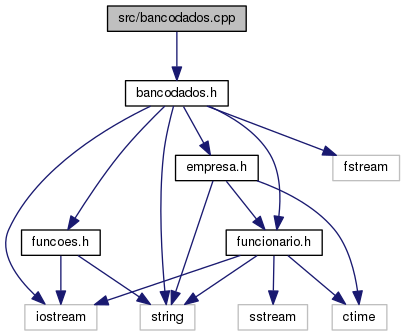 src/bancodados.cpp
bancodados.h
empresa.h
fstream
funcoes.h
funcionario.h
iostream
string
sstream
ctime